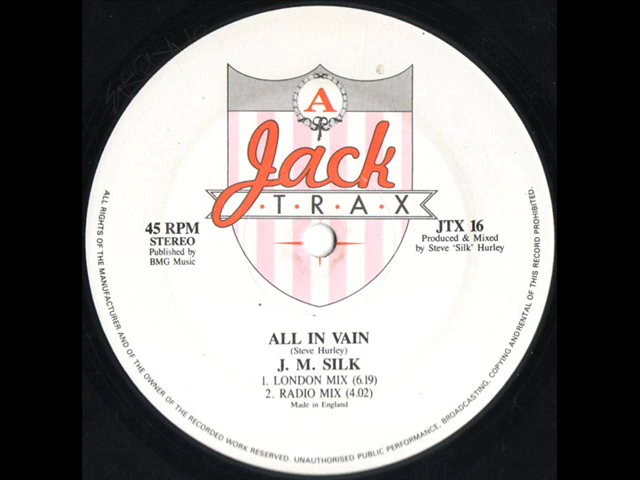 A
Jack
·T·R·A·X
45 RPM
STEREO
Published by
BMG Music
JTX 16
Produced & Mixed
by Steve 'Silk' Hurley
ALL IN VAIN
(Steve Hurley)
J. M. SILK
1. LONDON MIX (6.19)
2. RADIO MIX (4.02)
Made in England
ALL RIGHTS OF THE MANUFACTURER AND OF THE OWNER OF THE RECORDED WORK RESERVED. UNAUTHORISED PUBLIC PERFORMANCE, BROADCASTING, COPYING AND RENTAL OF THIS RECORD PROHIBITED.